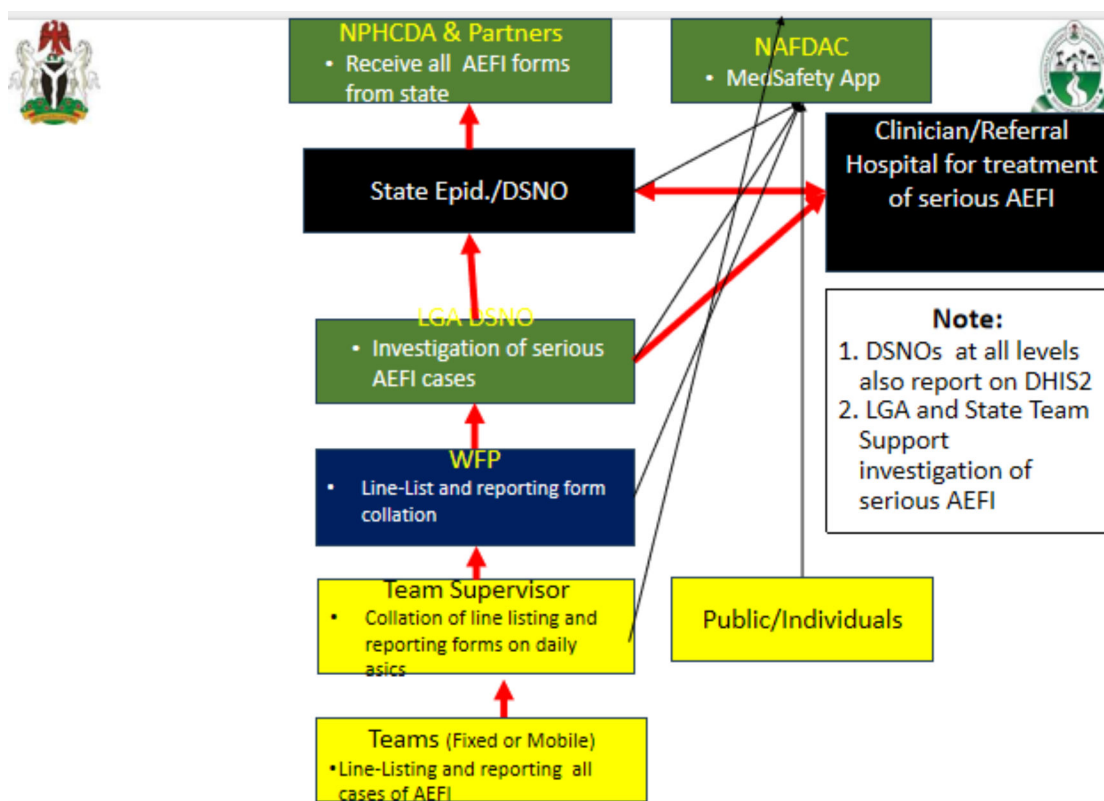 NPHCDA & Partners
• Receive all AEFI forms
from state
NAFDAC
• MedSafety App
Clinician/Referral
Hospital for treatment
of serious AEFI
State Epid./DSNO
LGA DSNO
• Investigation of serious
AEFI cases
Note:
1. DSNOs at all levels
also report on DHIS2
2. LGA and State Team
Support
investigation of
serious AEFI
WFP
• Line-List and reporting form
collation
Team Supervisor
• Collation of line listing and
reporting forms on daily
asics
Public/Individuals
Teams (Fixed or Mobile)
•Line-Listing and reporting all
cases of AEFI